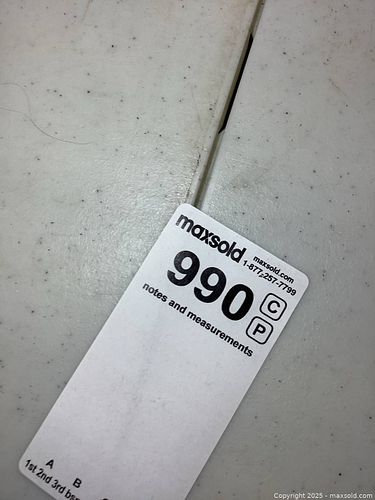 maxsold
maxsold.com
1-877-257-7799
990
C
P
notes and measurements
A B
1st 2nd 3rd
Copyright © 2025 - maxsold.com